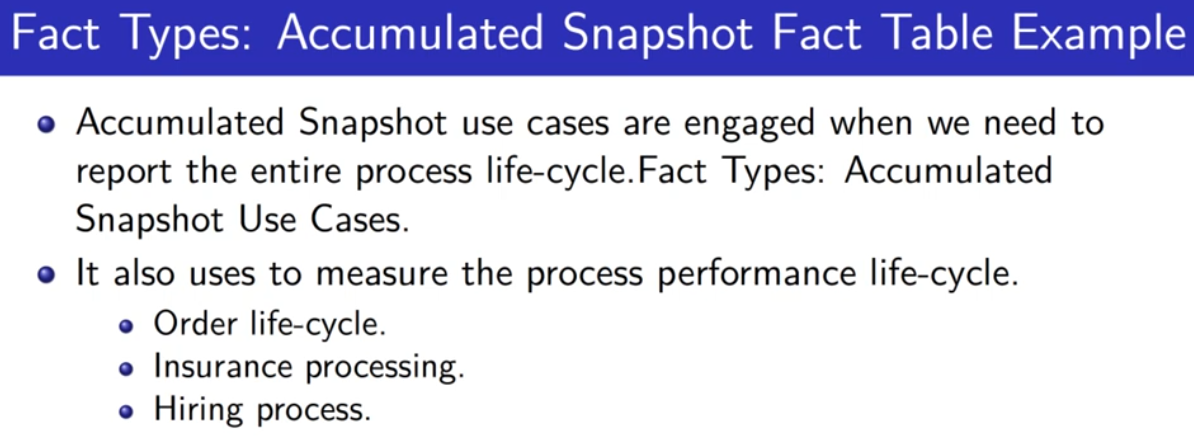 Fact Types: Accumulated Snapshot Fact Table Example
Accumulated Snapshot use cases are engaged when we need to
report the entire process life-cycle.Fact Types: Accumulated
Snapshot Use Cases.
It also uses to measure the process performance life-cycle.
Order life-cycle.
Insurance processing.
Hiring process.